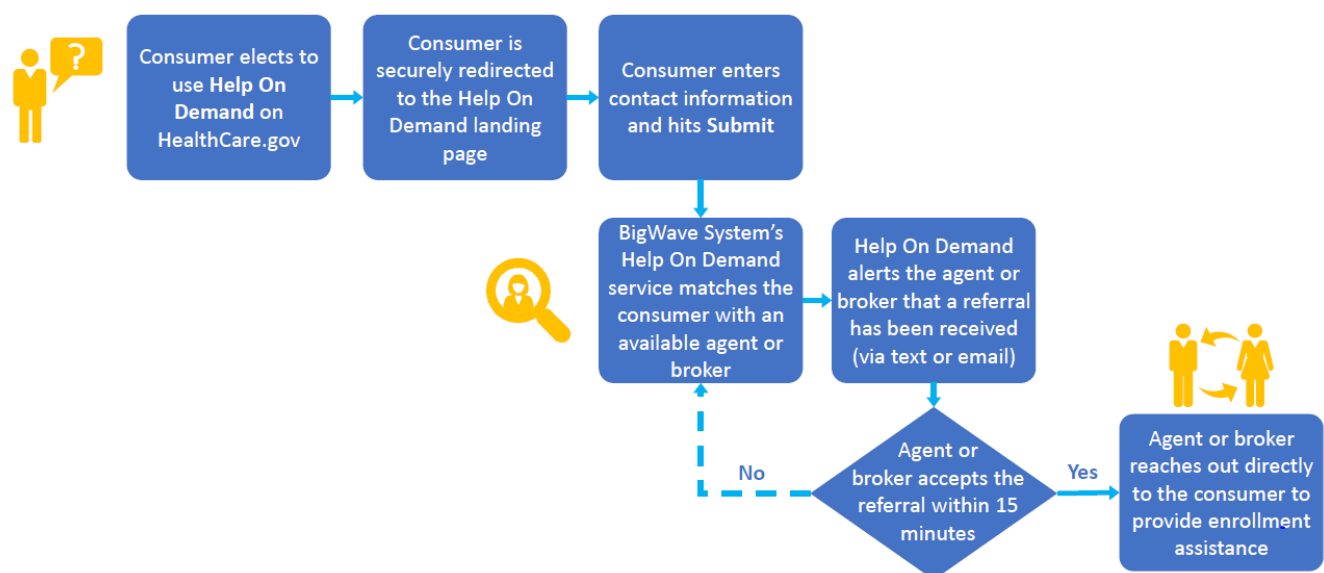 ?
Consumer elects to
use Help On
Demand on
HealthCare.gov
Consumer is
securely redirected
to the Help On
Demand landing
page
Consumer enters
contact information
and hits Submit
BigWave System’s
Help On Demand
service matches the
consumer with an
available agent or
broker
Help On Demand
alerts the agent or
broker that a referral
has been received
(via text or email)
Agent or
broker accepts the
referral within 15
minutes
No
Yes
Agent or broker
reaches out directly
to the consumer to
provide enrollment
assistance